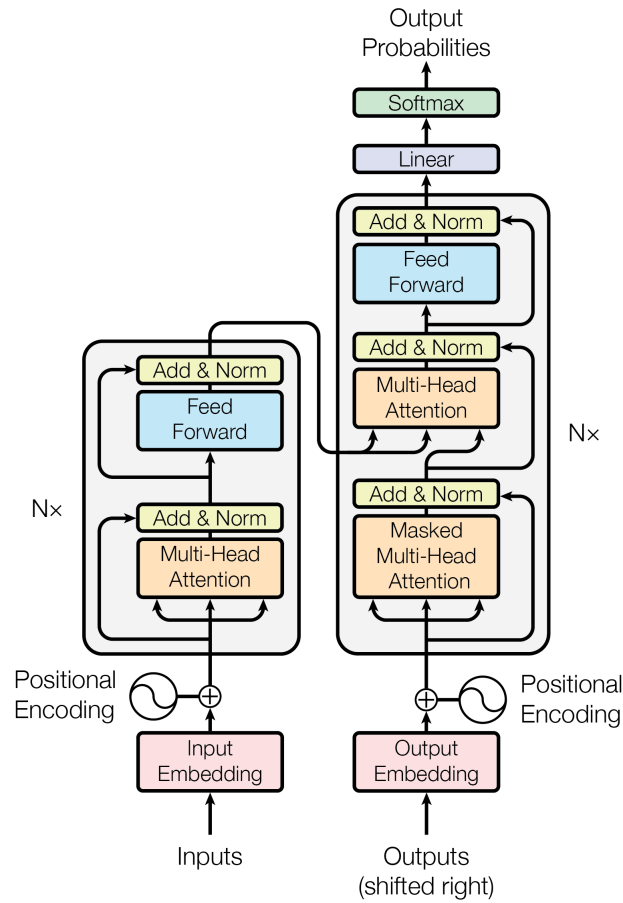 Output
Probabilities
Softmax
Linear
Add & Norm
Feed
Forward
Add & Norm
Multi-Head
Attention
Add & Norm
Masked
Multi-Head
Attention
N×
Add & Norm
Feed
Forward
Add & Norm
Multi-Head
Attention
N×
Positional
Encoding
Positional
Encoding
Input
Embedding
Output
Embedding
Inputs
Outputs
(shifted right)